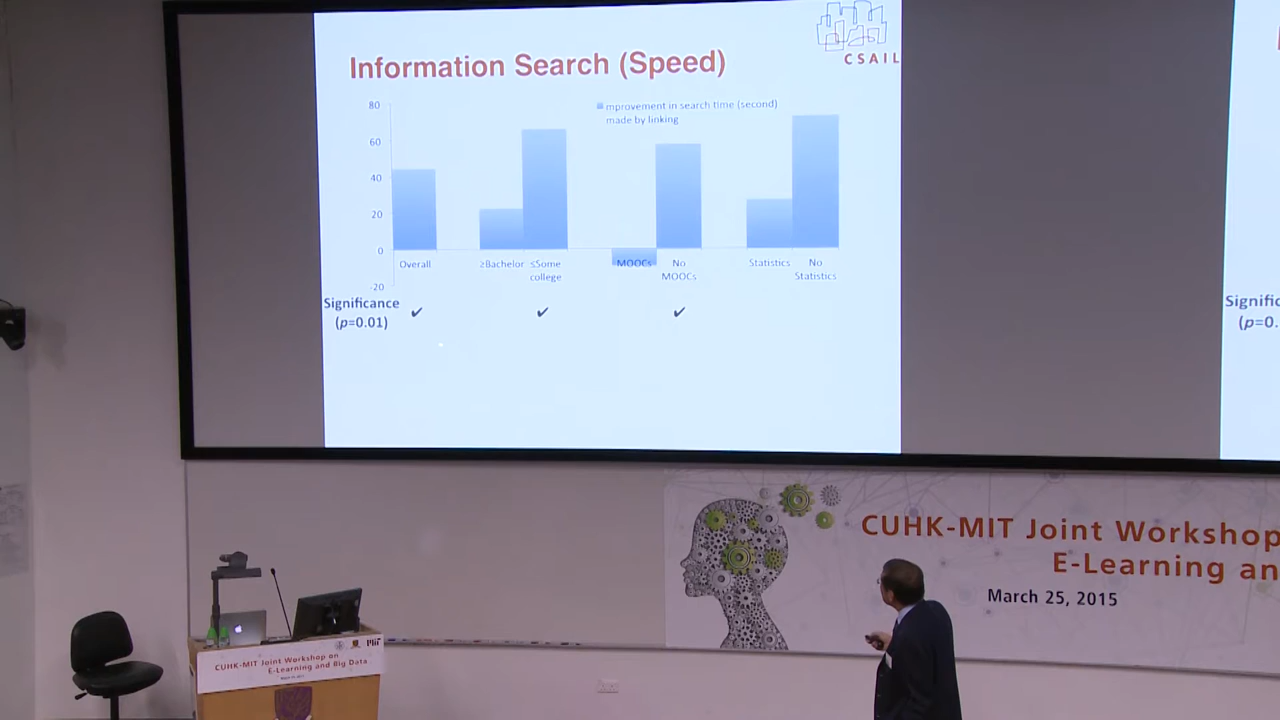 CSAIL
Information Search (Speed)
80
60
40
20
0
-20
mprovement in search time (second)
made by linking
Overall
≥Bachelor
≤Some
college
MOOCs
No
MOOCs
Statistics
No
Statistics
Significance
(p=0.01)
✔ ✔ ✔
Signific
(p=0.
CUHK-MIT Joint Workshop
E-Learning an
March 25, 2015
MIT
CUHK-MIT Joint Workshop on
E-Learning and Big Data